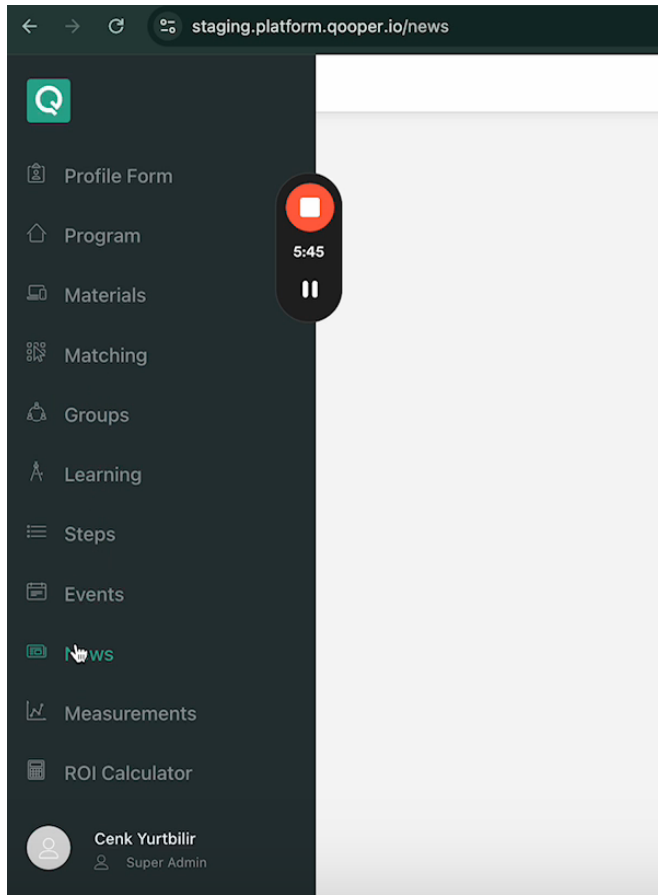 staging.platform.qooper.io/news
Q
Profile Form
Program
5:45
Materials
Matching
Groups
Learning
Steps
Events
News
Measurements
ROI Calculator
Cenk Yurtbilir
Super Admin